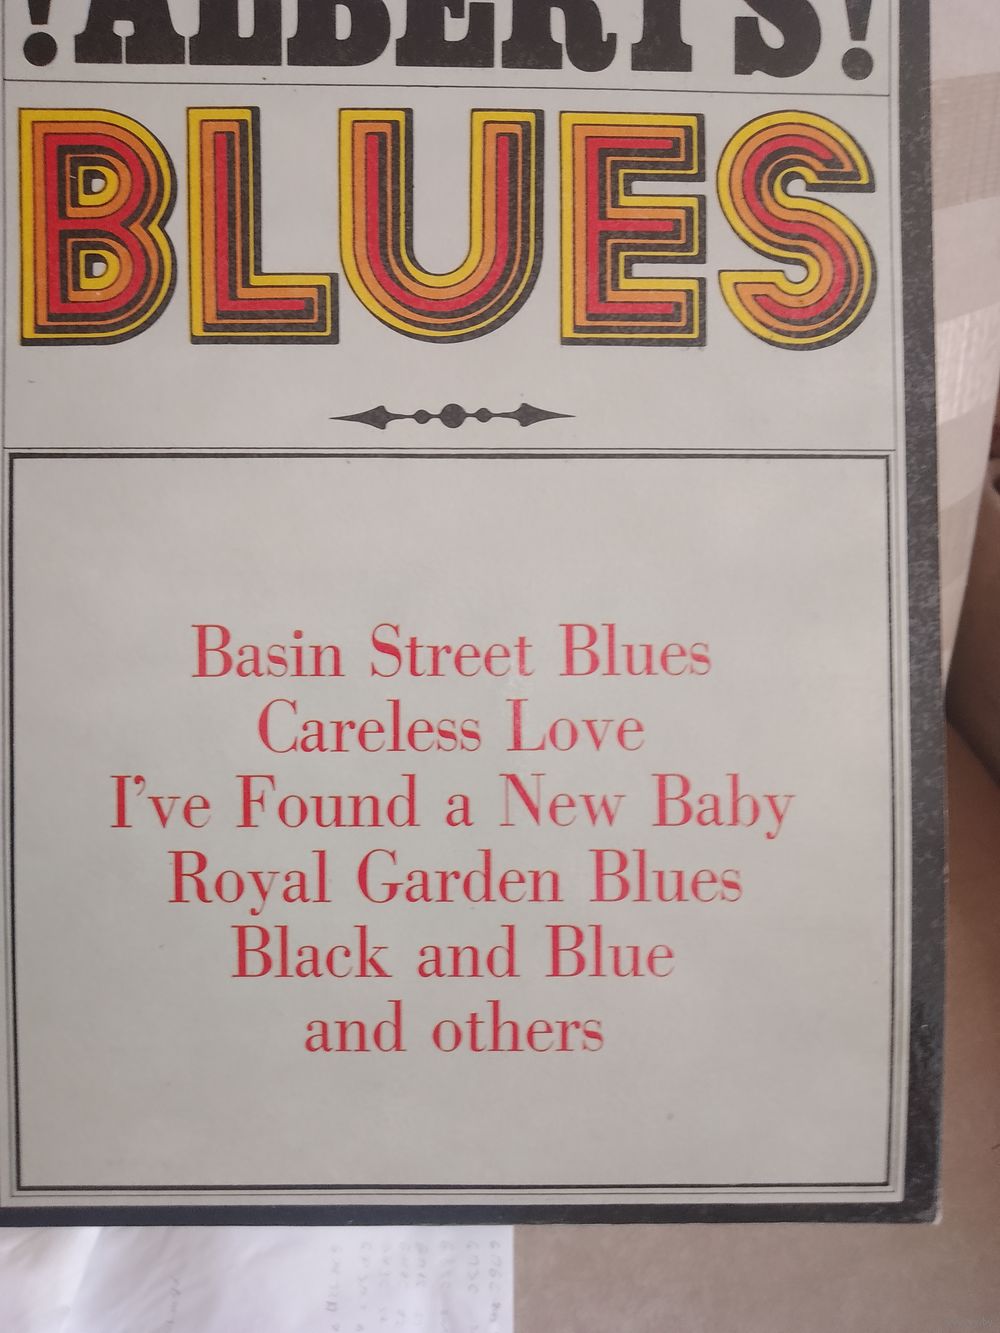 !ALBERT'S!
BLUES
Basin Street Blues
Careless Love
I've Found a New Baby
Royal Garden Blues
Black and Blue
and others